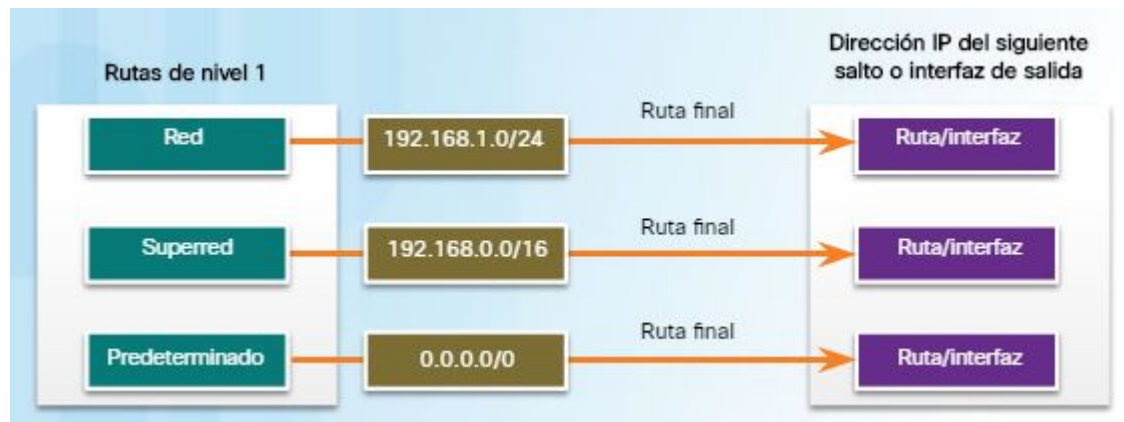 Rutas de nivel 1
Dirección IP del siguiente
salto o interfaz de salida
Red
192.168.1.0/24
Ruta final
Ruta/interfaz
Superred
192.168.0.0/16
Ruta final
Ruta/interfaz
Predeterminado
0.0.0.0/0
Ruta final
Ruta/interfaz